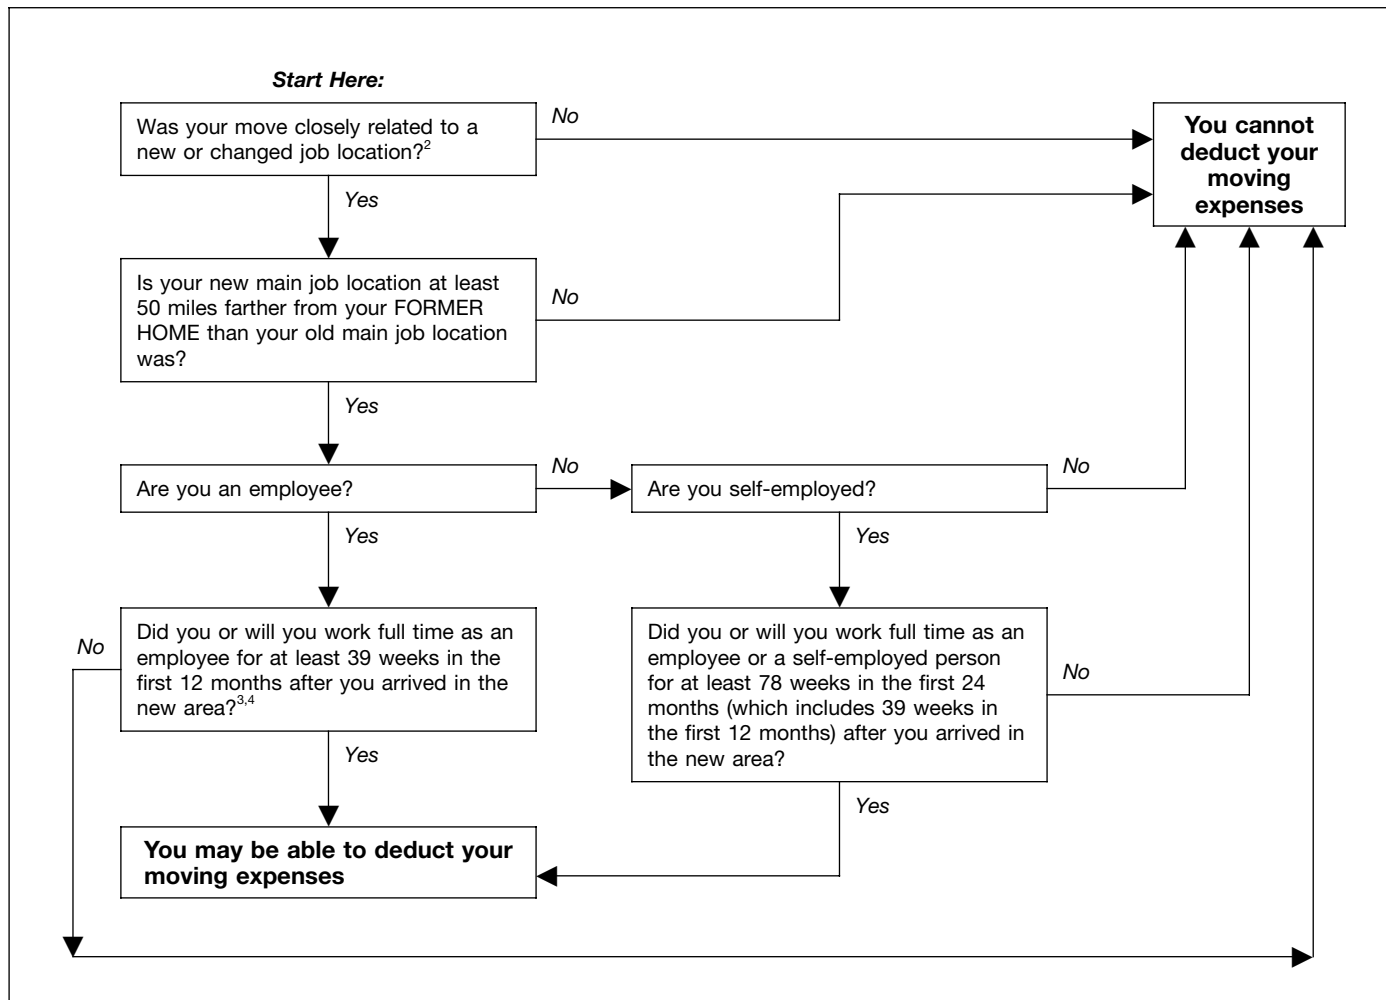 Start Here:
Was your move closely related to a
new or changed job location?2
No
You cannot
deduct your
moving
expenses
Yes
Is your new main job location at least
50 miles farther from your FORMER
HOME than your old main job location
was?
No
Yes
Are you an employee?
No
Are you self-employed?
No
Yes
Yes
No
Did you or will you work full time as an
employee for at least 39 weeks in the
first 12 months after you arrived in the
new area?3,4
Did you or will you work full time as an
employee or a self-employed person
for at least 78 weeks in the first 24
months (which includes 39 weeks in
the first 12 months) after you arrived in
the new area?
No
Yes
Yes
You may be able to deduct your
moving expenses